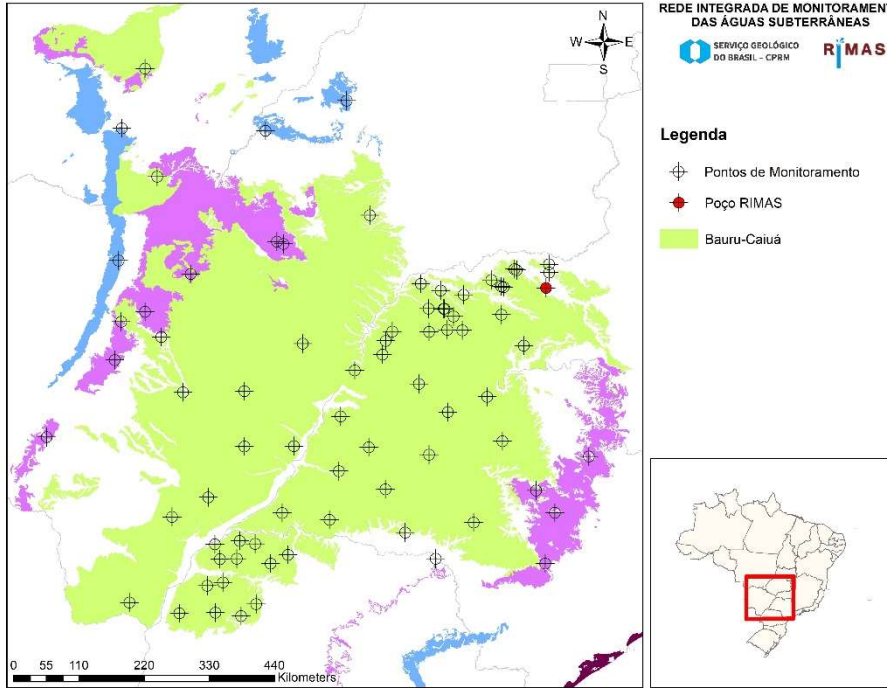 REDE INTEGRADA DE MONITORAMEN
DAS ÁGUAS SUBTERRÂNEAS
SERVIÇO GEOLÓGICO
DO BRASIL – CPRM
RIMAS
N
W E
S
Legenda
Pontos de Monitoramento
Poço RIMAS
Bauru-Caiuá
0 55 110 220 330 440
Kilometers